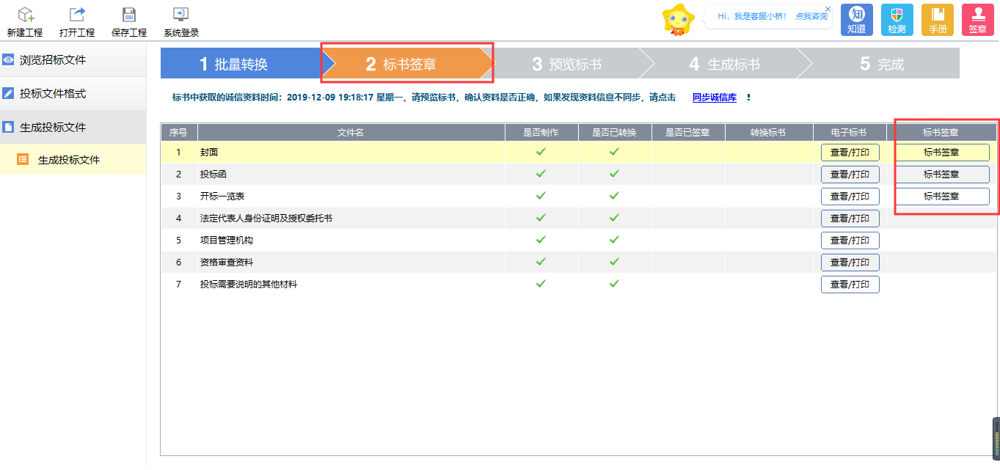 新建工程 打开工程 保存工程 系统登录
Hi，我是客服小桥！ 点我咨询
知
知道 检测 手册 签章
浏览招标文件
投标文件格式
生成投标文件
生成投标文件
1 批量转换 2 标书签章 3 预览标书 4 生成标书 5 完成
标书中获取的诚信资料时间：2019-12-09 19:18:17 星期一，请预览标书，确认资料是否正确，如果发现资料信息不同步，请点击 同步诚信库 ！
序号 文件名 是否制作 是否已转换 是否已签章 转换标书 电子标书 标书签章
1 封面 查看/打印 标书签章
2 投标函 查看/打印 标书签章
3 开标一览表 查看/打印 标书签章
4 法定代表人身份证明及授权委托书 查看/打印
5 项目管理机构 查看/打印
6 资格审查资料 查看/打印
7 投标需要说明的其他材料 查看/打印